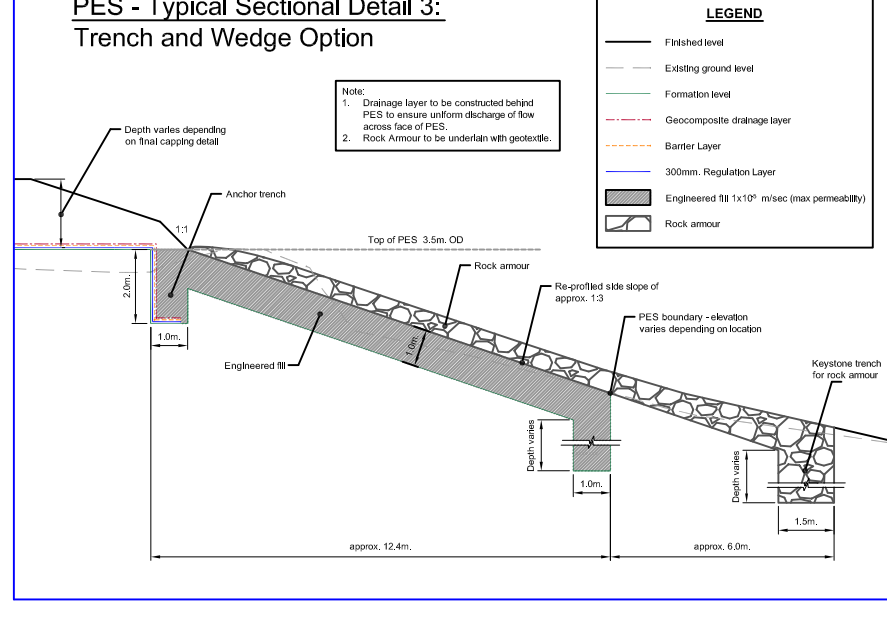 PES - Typical Sectional Detail 3:
Trench and Wedge Option
LEGEND
Finished level
Existing ground level
Formation level
Geocomposite drainage layer
Barrier Layer
300mm. Regulation Layer
Engineered fill 1x10⁹ m/sec (max permeability)
Rock armour
Note:
1. Drainage layer to be constructed behind
PES to ensure uniform discharge of flow
across face of PES.
2. Rock Armour to be underlain with geotextile.
Depth varies depending
on final capping detail
Anchor trench
1:1
Top of PES 3.5m. OD
Rock armour
Re-profiled side slope of
approx. 1:3
2.0m.
PES boundary - elevation
varies depending on location
1.0m.
1.0m.
Engineered fill
Keystone trench
for rock armour
Depth varies
Depth varies
1.0m.
1.5m.
approx. 12.4m.
approx. 6.0m.